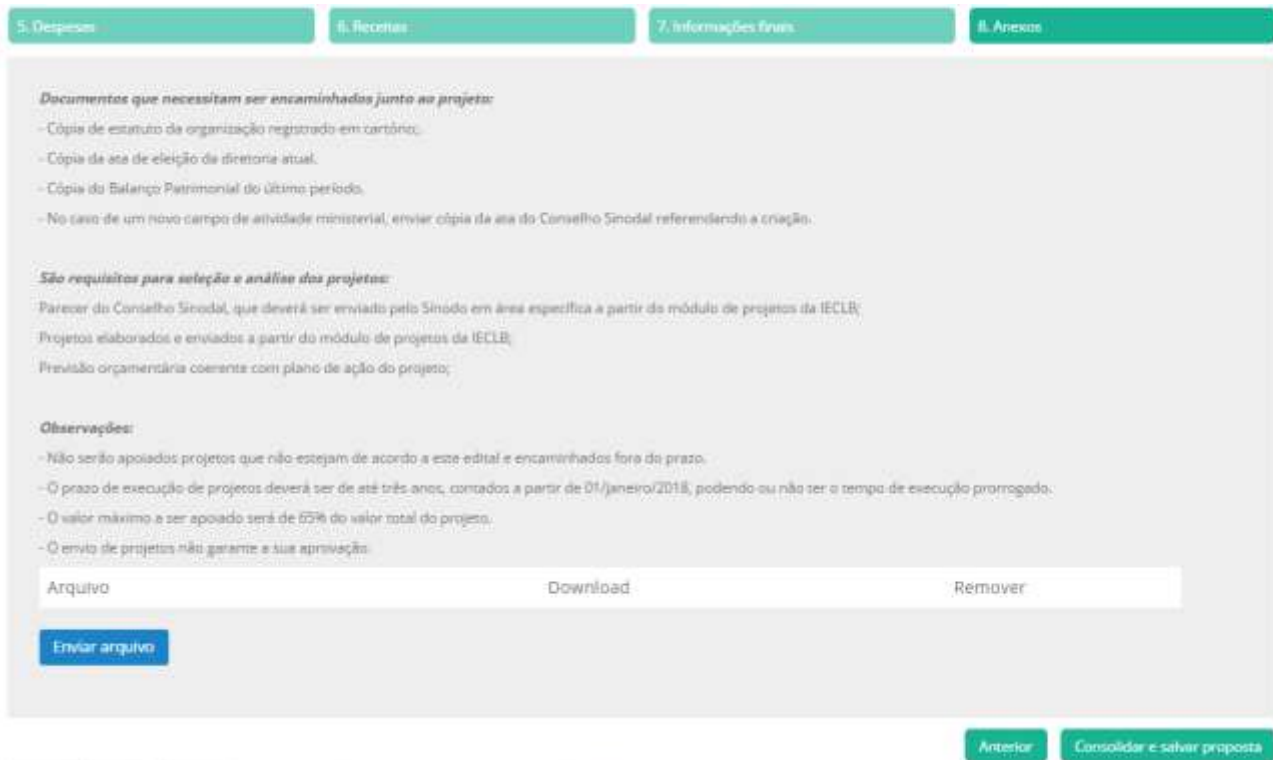 5. Despesas
6. Receitas
7. Informações finais
8. Anexos
Documentos que necessitam ser encaminhados junto ao projeto:
- Cópia de estatuto da organização registrado em cartório;.
- Cópia da ata de eleição da diretoria atual.
- Cópia do Balanço Patrimonial do último período.
- No caso de um novo campo de atividade ministerial, enviar cópia da ata do Conselho Sinodal referendando a criação.
São requisitos para seleção e análise dos projetos:
Parecer do Conselho Sinodal, que deverá ser enviado pelo Sínodo em área específica a partir do módulo de projetos da IECLB;
Projetos elaborados e enviados a partir do módulo de projetos da IECLB;
Previsão orçamentária coerente com plano de ação do projeto;
Observações:
- Não serão apoiados projetos que não estejam de acordo a este edital e encaminhados fora do prazo.
- O prazo de execução de projetos deverá ser de até três anos, contados a partir de 01/janeiro/2018, podendo ou não ter o tempo de execução prorrogado.
- O valor máximo a ser apoiado será de 65% do valor total do projeto.
- O envio de projetos não garante a sua aprovação.
Arquivo Download Remover
Enviar arquivo
Anterior Consolidar e salvar proposta